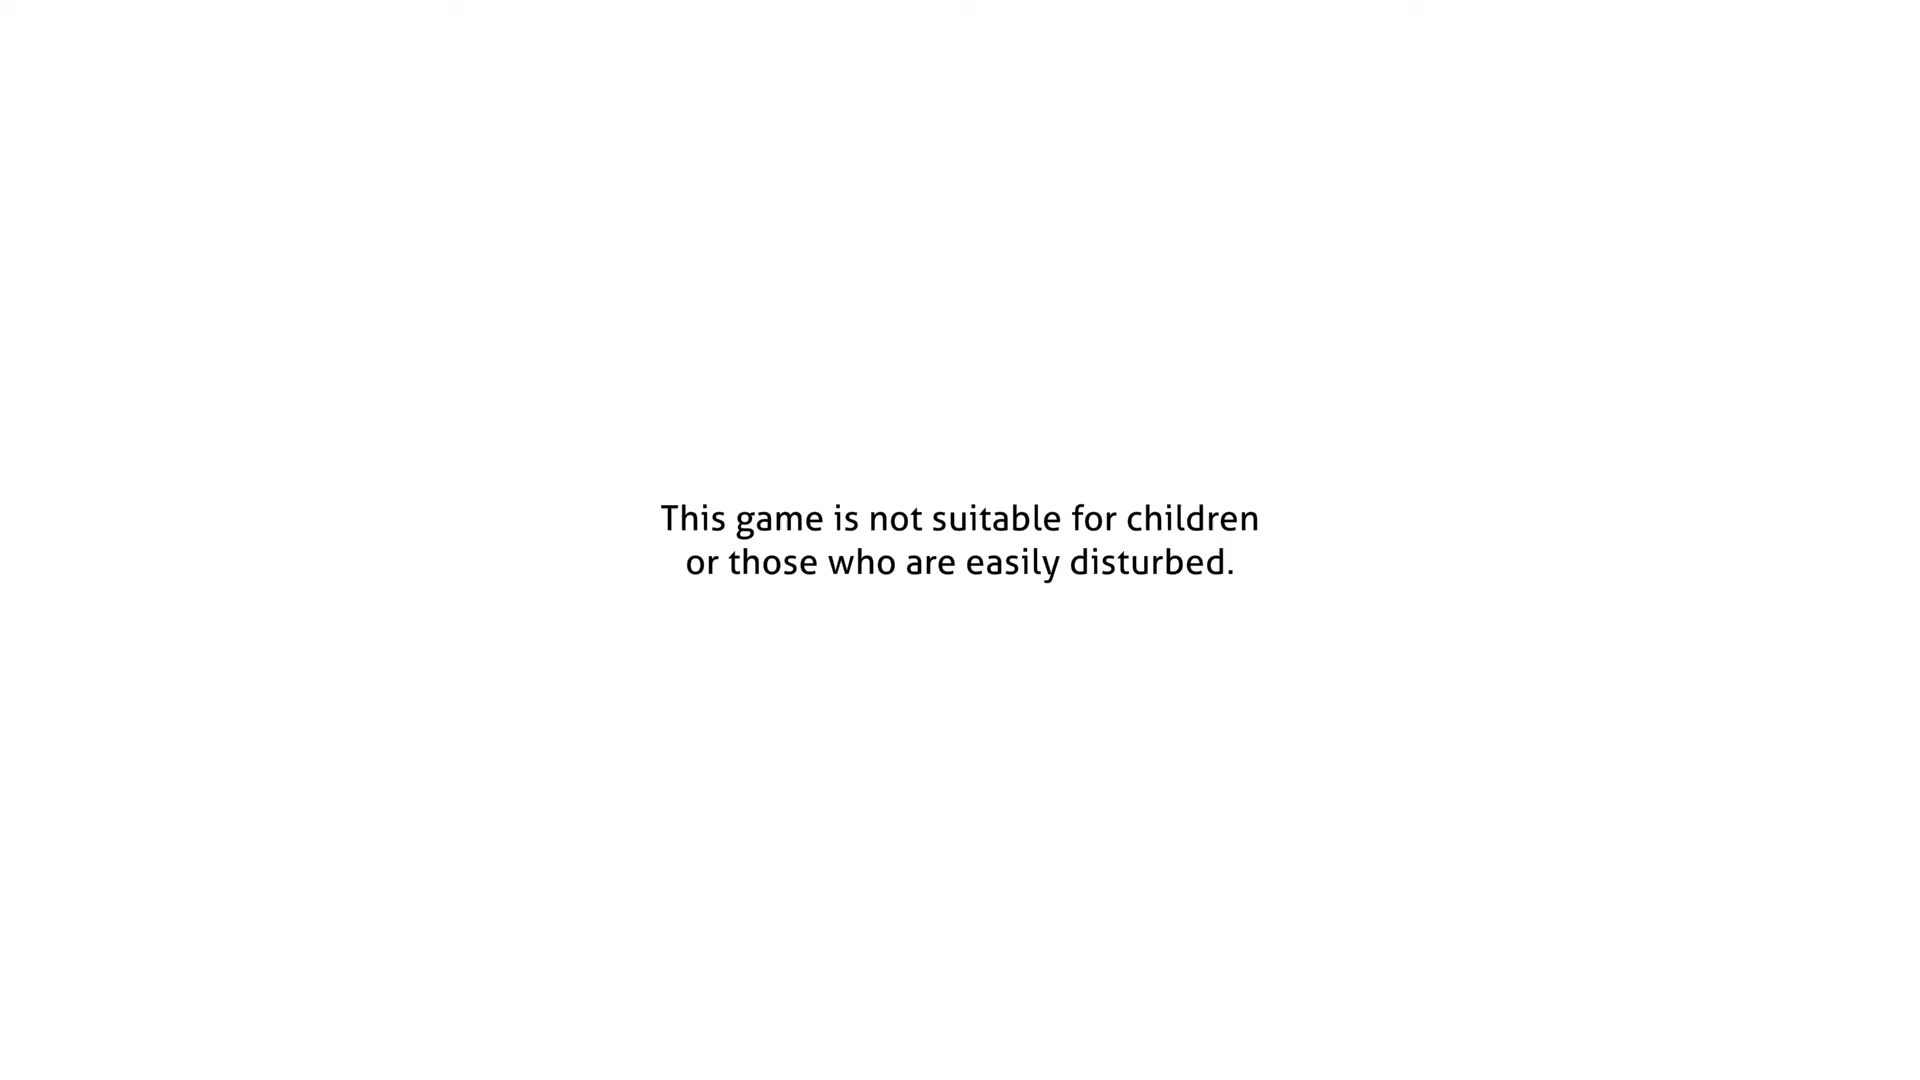 This game is not suitable for children
or those who are easily disturbed.